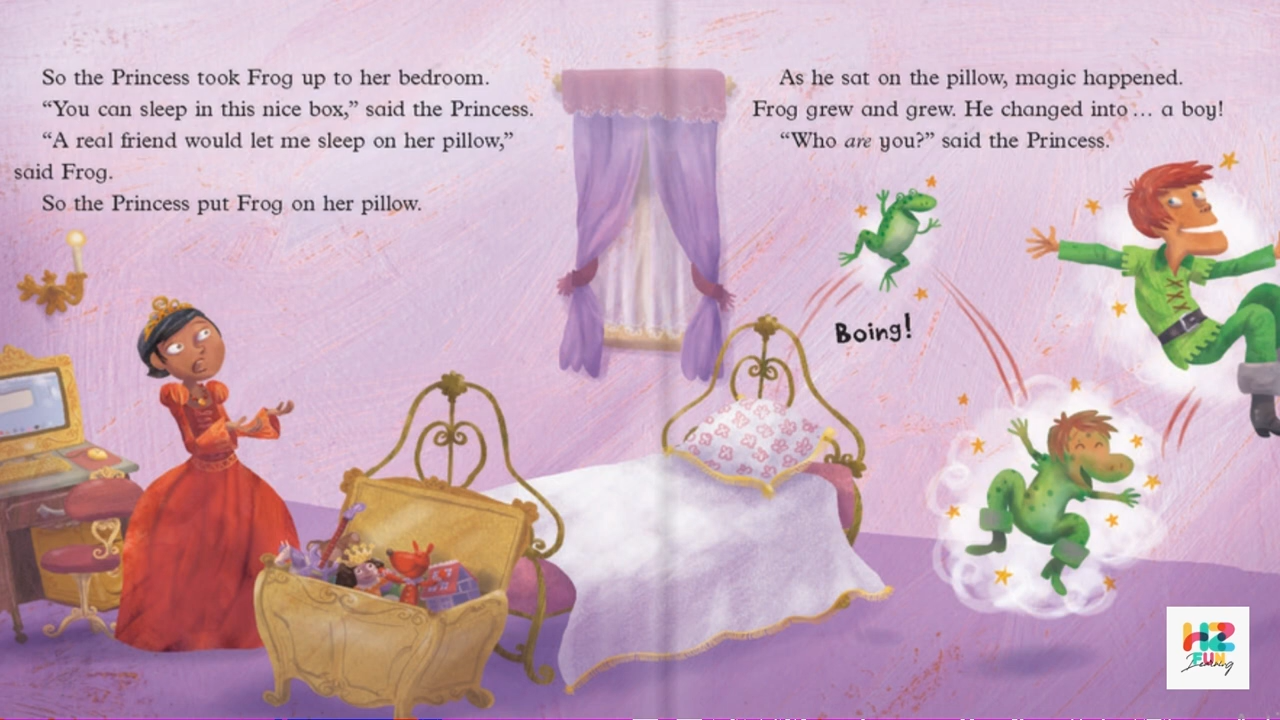 So the Princess took Frog up to her bedroom.
“You can sleep in this nice box,” said the Princess.
“A real friend would let me sleep on her pillow,”
said Frog.
So the Princess put Frog on her pillow.
As he sat on the pillow, magic happened.
Frog grew and grew. He changed into... a boy!
“Who are you?” said the Princess.
Boing!
HZ
FUN
Learning